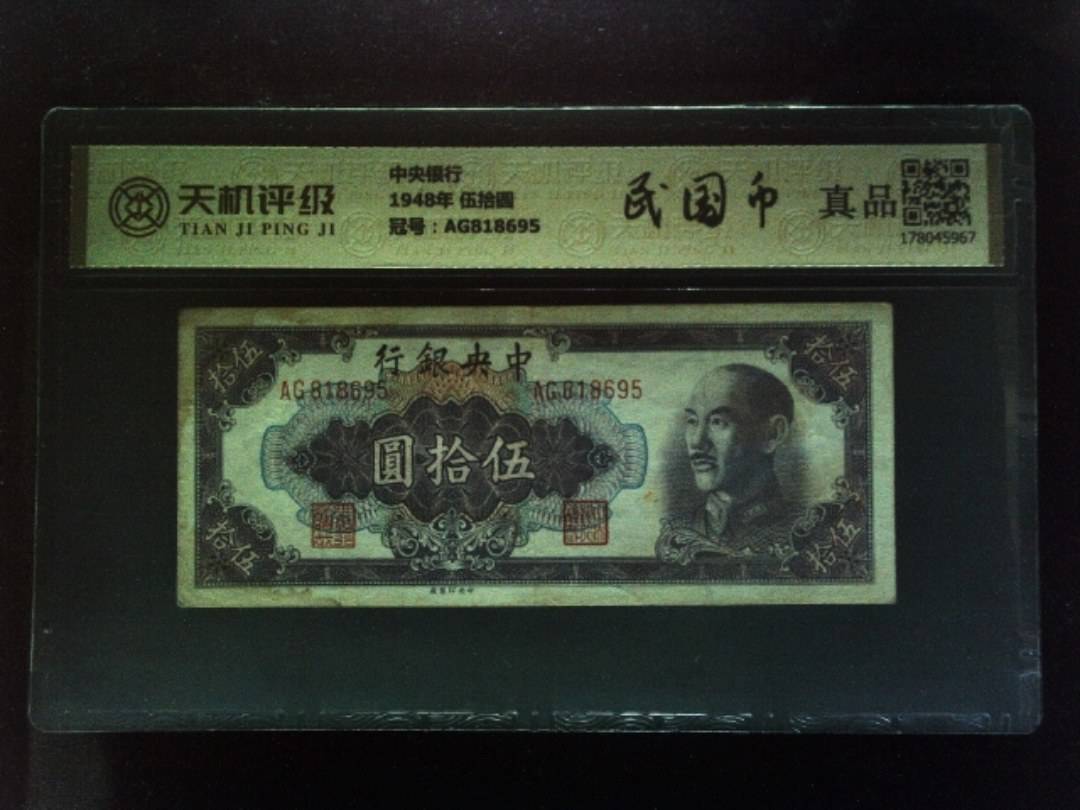 天机评级
TIAN JI PING JI
中央银行
1948年 伍拾圆
冠号：AG818695
民国币
真品
178045967
伍拾
行銀央中
拾伍
AG818695
AG818695
圓拾伍
伍拾
拾伍